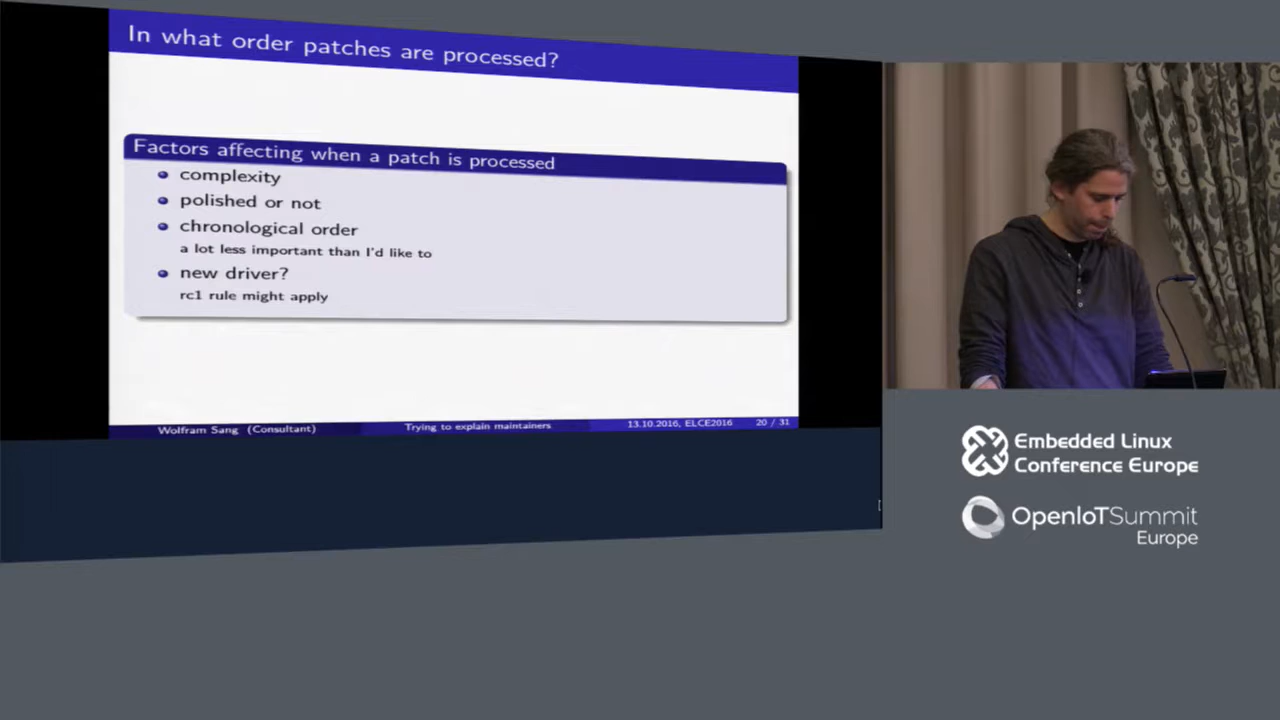 In what order patches are processed?
Factors affecting when a patch is processed
complexity
polished or not
chronological order
a lot less important than I'd like to
new driver?
rc1 rule might apply
Wolfram Sang (Consultant) Trying to explain maintainers 13.10.2016, ELCE2016 20 / 31
Embedded Linux
Conference Europe
OpenIoTSummit
Europe